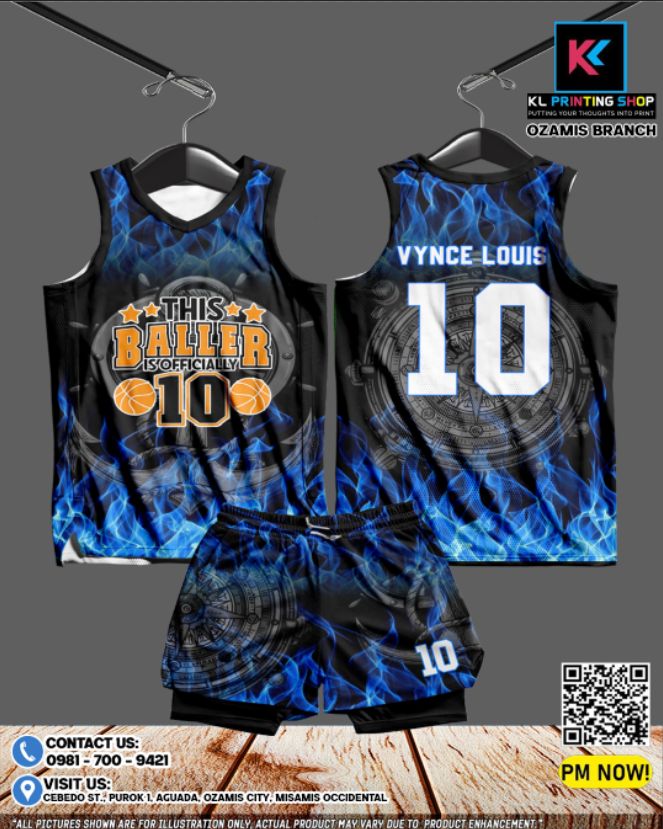 KL PRINTING SHOP
PUTTING YOUR THOUGHTS INTO PRINT
OZAMIS BRANCH
THIS
BALLER
IS OFFICIALLY
10
VYNCE LOUIS
10
10
CONTACT US:
0981 - 700 - 9421
VISIT US:
CEBEDO ST., PUROK 1, AGUADA, OZAMIS CITY, MISAMIS OCCIDENTAL
PM NOW!
"ALL PICTURES SHOWN ARE FOR ILLUSTRATION ONLY, ACTUAL PRODUCT MAY VARY DUE TO PRODUCT ENHANCEMENT."